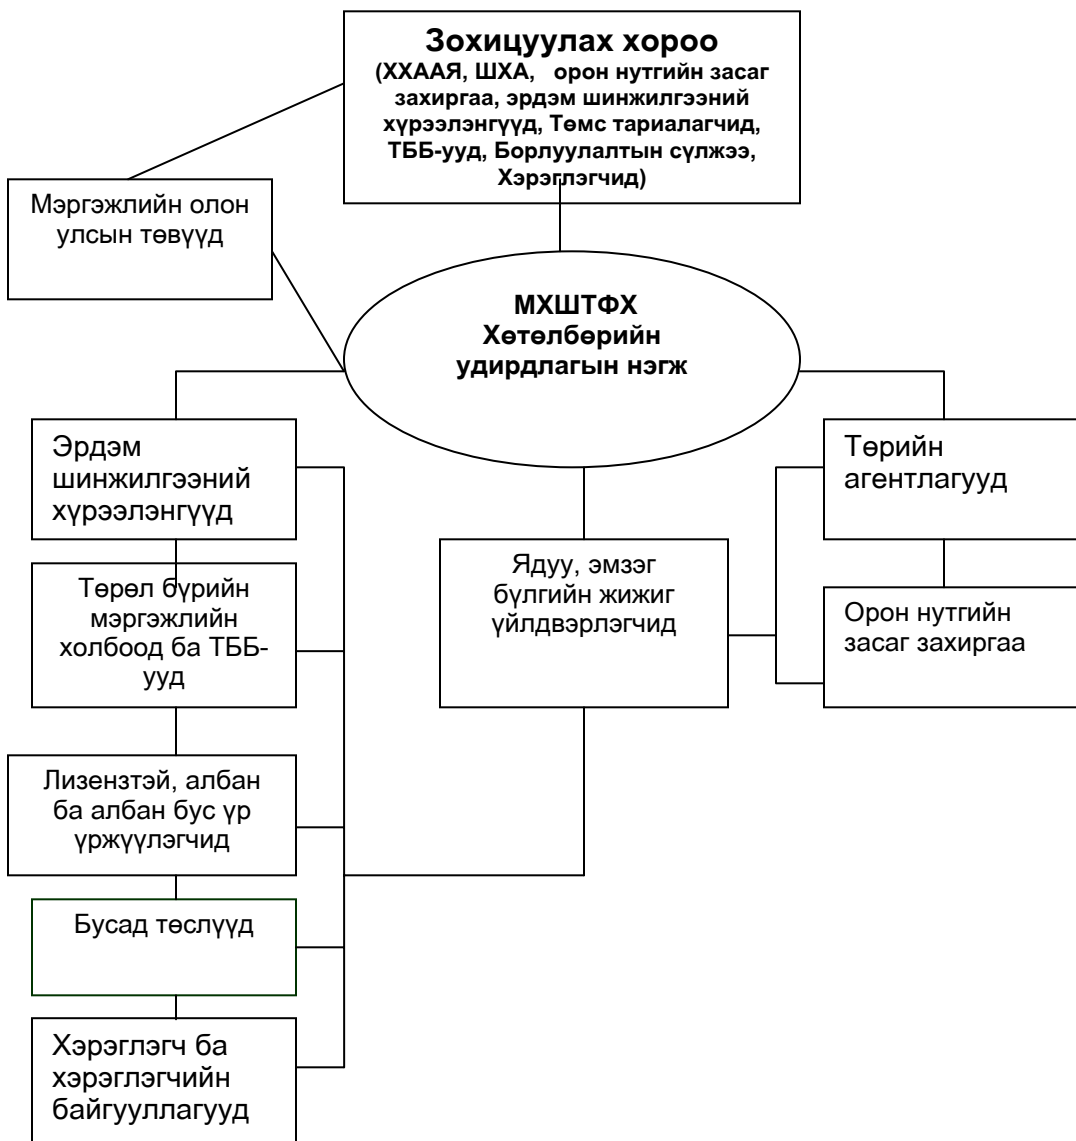 Зохицуулах хороо
(ХХААЯ, ШХА, орон нутгийн засаг
захиргаа, эрдэм шинжилгээний
хүрээлэнгүүд, Төмс тариалагчид,
ТББ-ууд, Борлуулалтын сүлжээ,
Хэрэглэгчид)
Мэргэжлийн олон
улсын төвүүд
МХШТФХ
Хөтөлбөрийн
удирдлагын нэгж
Эрдэм
шинжилгээний
хүрээлэнгүүд
Төрийн
агентлагууд
Ядуу, эмзэг
бүлгийн жижиг
үйлдвэрлэгчид
Төрөл бүрийн
мэргэжлийн
холбоод ба ТББ-
ууд
Орон нутгийн
засаг захиргаа
Лизензтэй, албан
ба албан бус үр
үржүүлэгчид
Бусад төслүүд
Хэрэглэгч ба
хэрэглэгчийн
байгууллагууд